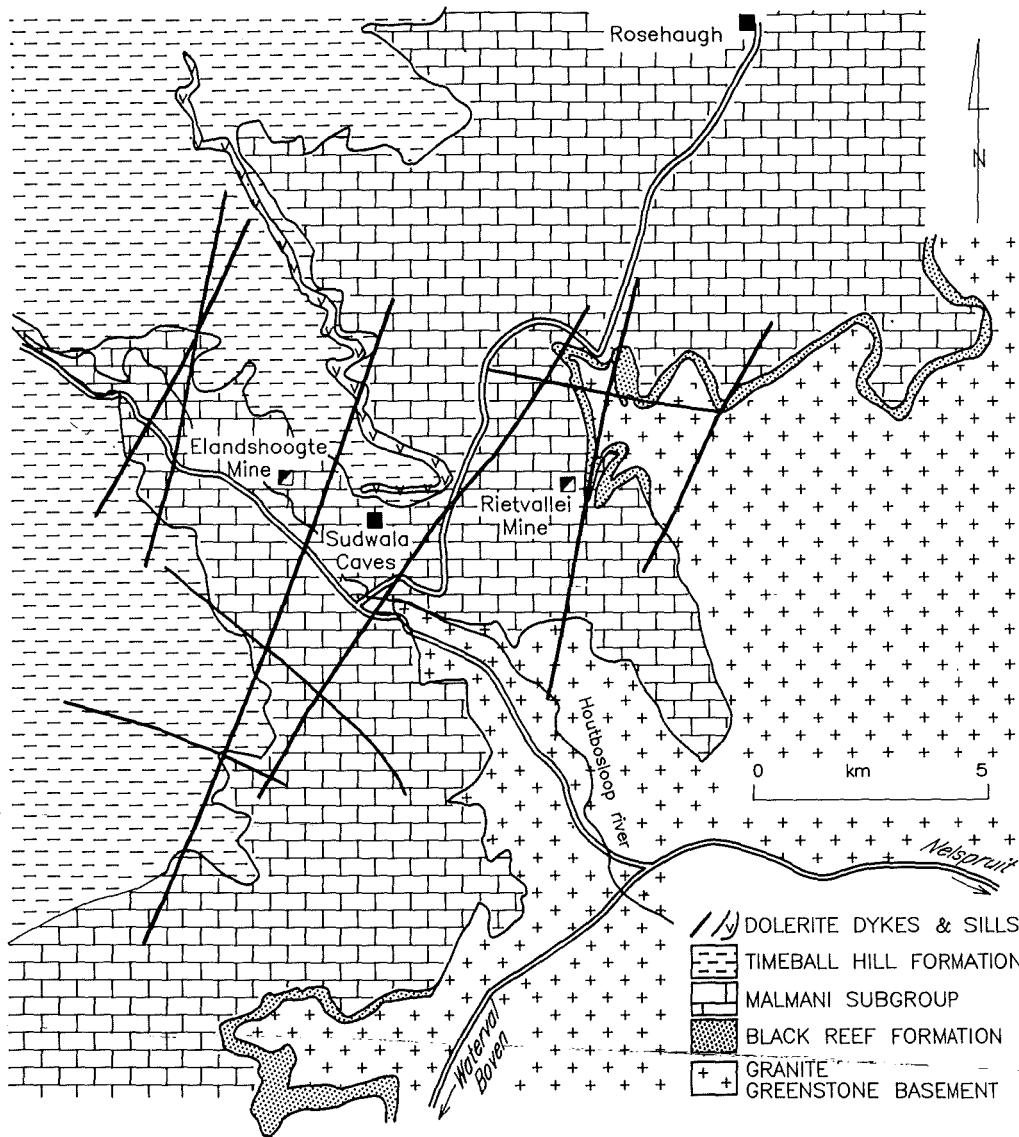 Rosehaugh
N
Elandshoogte
Mine
Sudwala
Caves
Rietvallei
Mine
Houtbosloop river
0 km 5
Nelspruit
Waterval
Boven
DOLERITE DYKES & SILLS
TIMEBALL HILL FORMATION
MALMANI SUBGROUP
BLACK REEF FORMATION
GRANITE
GREENSTONE BASEMENT